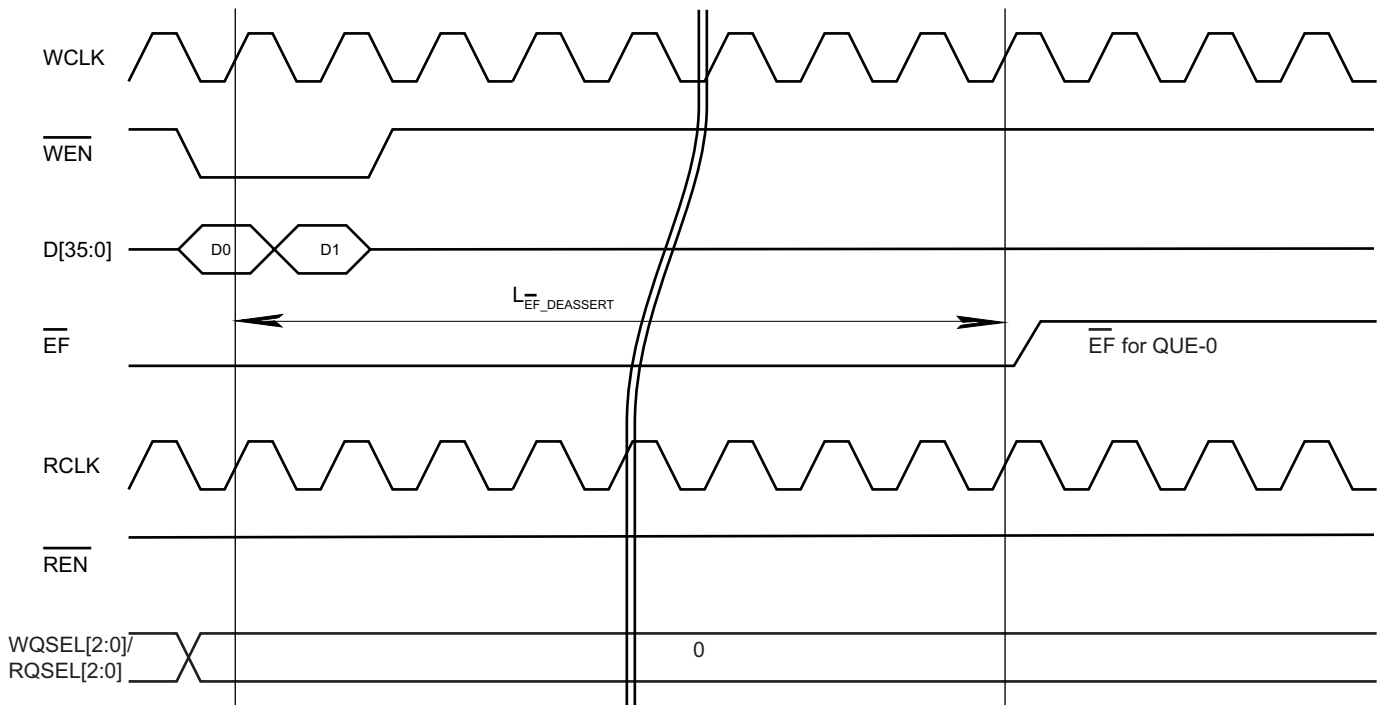 WCLK
WEN
D[35:0]
D0
D1
LEF_DEASSERT
EF
EF for QUE-0
RCLK
REN
WQSEL[2:0]/
RQSEL[2:0]
0